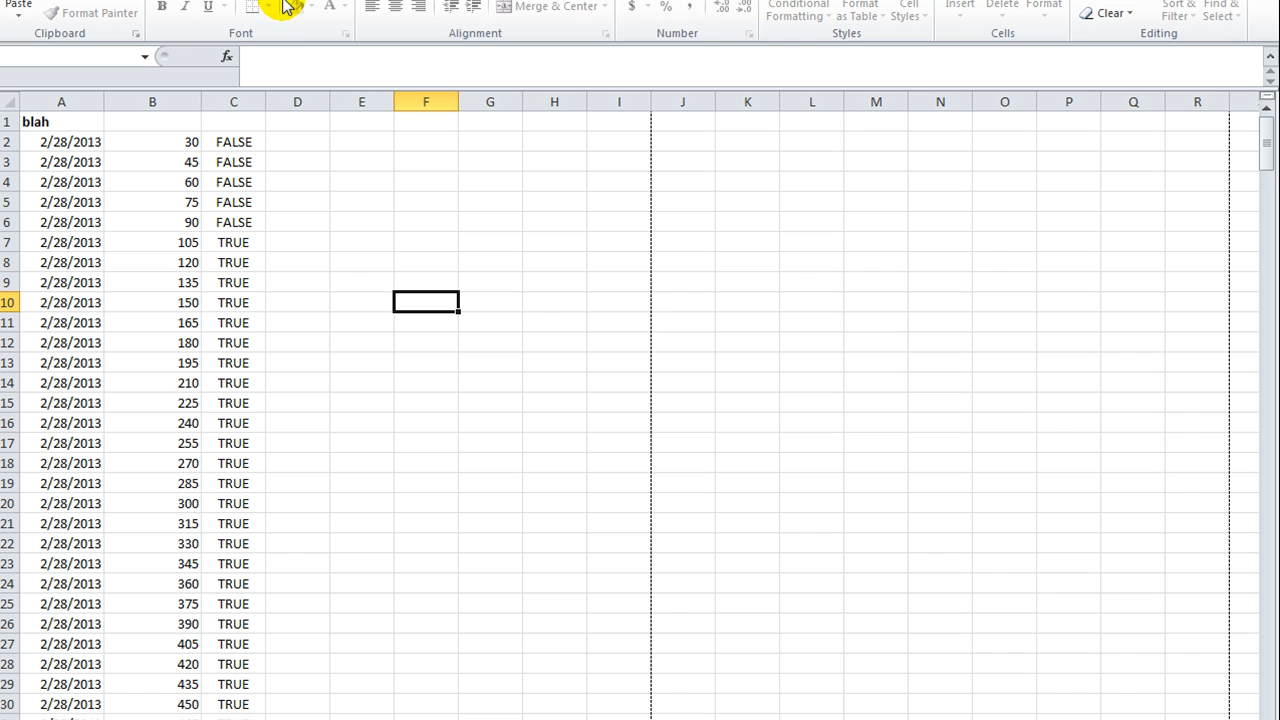 Paste Format Painter B I U A Merge & Center $ % , Conditional Formatting Format as Table Cell Styles Insert Delete Format Clear Sort & Filter Find & Select
Clipboard Font Alignment Number Styles Cells Editing
fx
A B C D E F G H I J K L M N O P Q R
1 blah
2 2/28/2013 30 FALSE
3 2/28/2013 45 FALSE
4 2/28/2013 60 FALSE
5 2/28/2013 75 FALSE
6 2/28/2013 90 FALSE
7 2/28/2013 105 TRUE
8 2/28/2013 120 TRUE
9 2/28/2013 135 TRUE
10 2/28/2013 150 TRUE
11 2/28/2013 165 TRUE
12 2/28/2013 180 TRUE
13 2/28/2013 195 TRUE
14 2/28/2013 210 TRUE
15 2/28/2013 225 TRUE
16 2/28/2013 240 TRUE
17 2/28/2013 255 TRUE
18 2/28/2013 270 TRUE
19 2/28/2013 285 TRUE
20 2/28/2013 300 TRUE
21 2/28/2013 315 TRUE
22 2/28/2013 330 TRUE
23 2/28/2013 345 TRUE
24 2/28/2013 360 TRUE
25 2/28/2013 375 TRUE
26 2/28/2013 390 TRUE
27 2/28/2013 405 TRUE
28 2/28/2013 420 TRUE
29 2/28/2013 435 TRUE
30 2/28/2013 450 TRUE